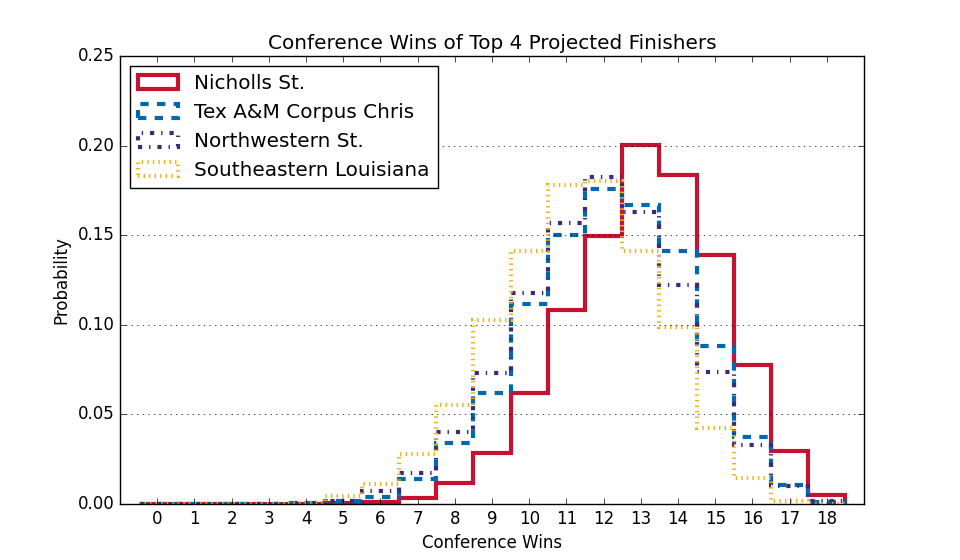 Conference Wins of Top 4 Projected Finishers
Nicholls St.
Tex A&M Corpus Chris
Northwestern St.
Southeastern Louisiana
Probability
0.25
0.20
0.15
0.10
0.05
0.00
0 1 2 3 4 5 6 7 8 9 10 11 12 13 14 15 16 17 18
Conference Wins